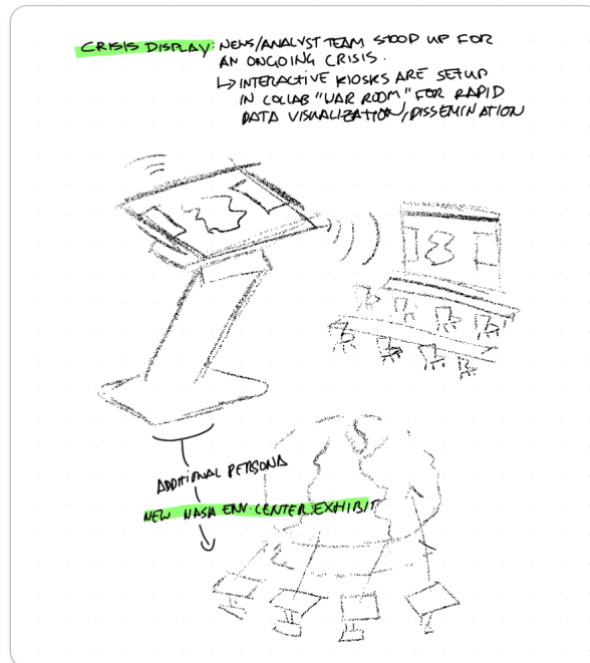 CRISIS DISPLAY: NEWS/ANALYST TEAM STOOD UP FOR
AN ONGOING CRISIS.
↳ INTERACTIVE KIOSKS ARE SETUP
IN COLLAB "WAR ROOM" FOR RAPID
DATA VISUALIZATION/DISSEMINATION
ADDITIONAL PERSONA
NEW NASA ENV. CENTER EXHIBIT